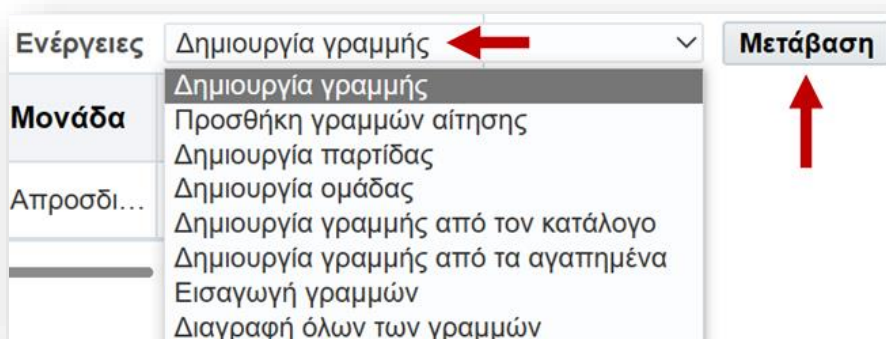 Ενέργειες Δημιουργία γραμμής Μετάβαση
Δημιουργία γραμμής
Μονάδα
Προσθήκη γραμμών αίτησης
Δημιουργία παρτίδας
Δημιουργία ομάδας
Απροσδι...
Δημιουργία γραμμής από τον κατάλογο
Δημιουργία γραμμής από τα αγαπημένα
Εισαγωγή γραμμών
Διαγραφή όλων των γραμμών